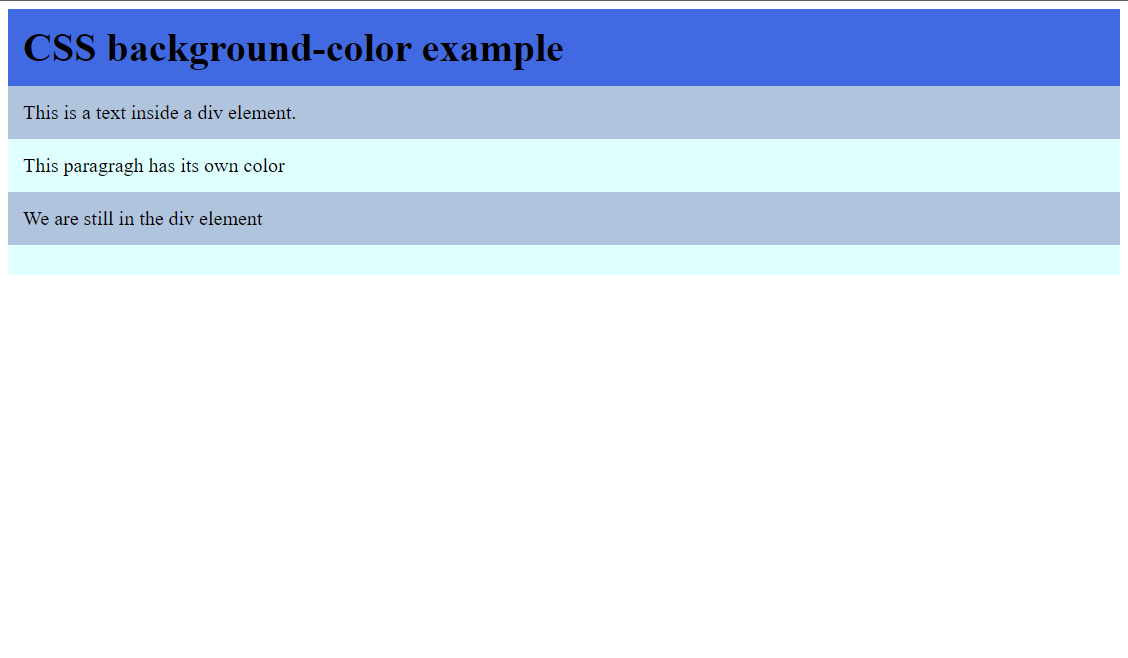 CSS background-color example
This is a text inside a div element.
This paragragh has its own color
We are still in the div element